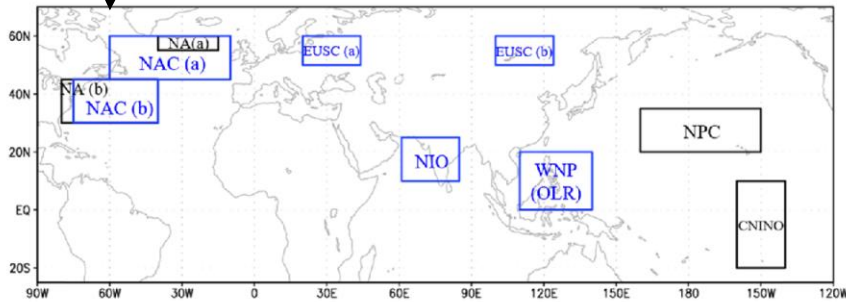 60N
NA(a)
EUSC (a)
EUSC (b)
NAC (a)
40N
NA (b)
NAC (b)
NPC
20N
NIO
WNP
(OLR)
EQ
CNINO
20S
90W 60W 30W 0 30E 60E 90E 120E 150E 180 150W 120W